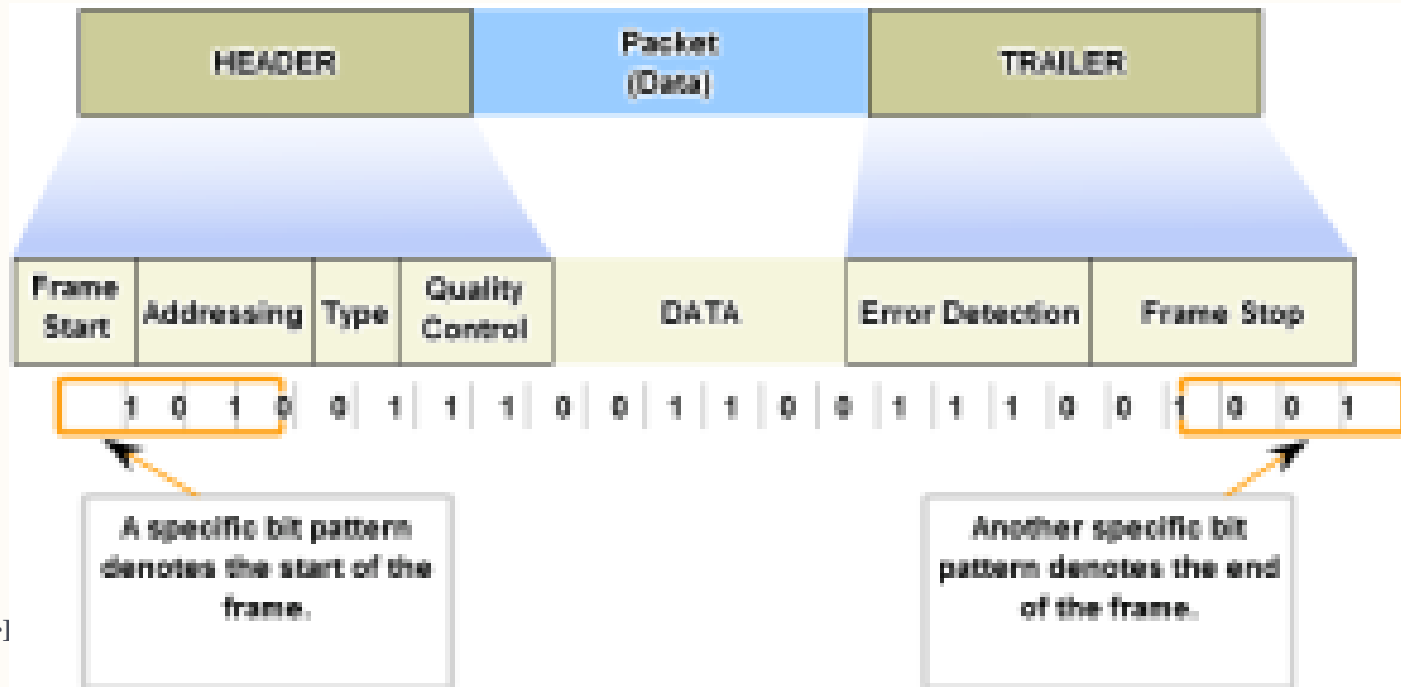 HEADER
Packet
(Data)
TRAILER
Frame
Start
Addressing
Type
Quality
Control
DATA
Error Detection
Frame Stop
1 0 1 0 0 1 1 1 0 0 1 1 0 0 1 1 1 0 0 1 0 0 1
A specific bit pattern
denotes the start of the
frame.
Another specific bit
pattern denotes the end
of the frame.
]